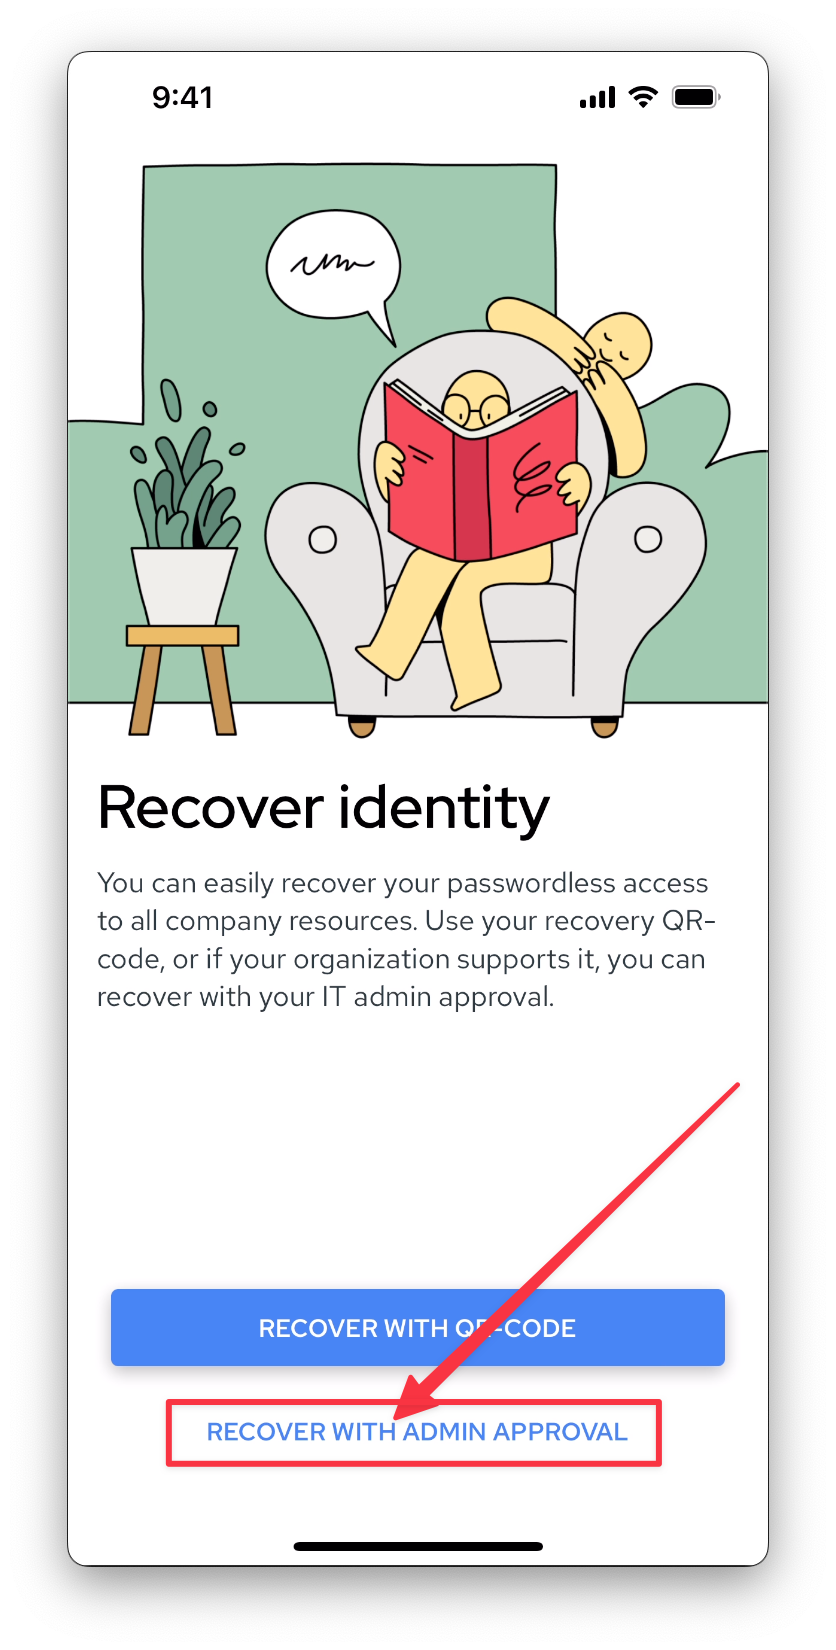 9:41
Recover identity
You can easily recover your passwordless access
to all company resources. Use your recovery QR-
code, or if your organization supports it, you can
recover with your IT admin approval.
RECOVER WITH QR-CODE
RECOVER WITH ADMIN APPROVAL